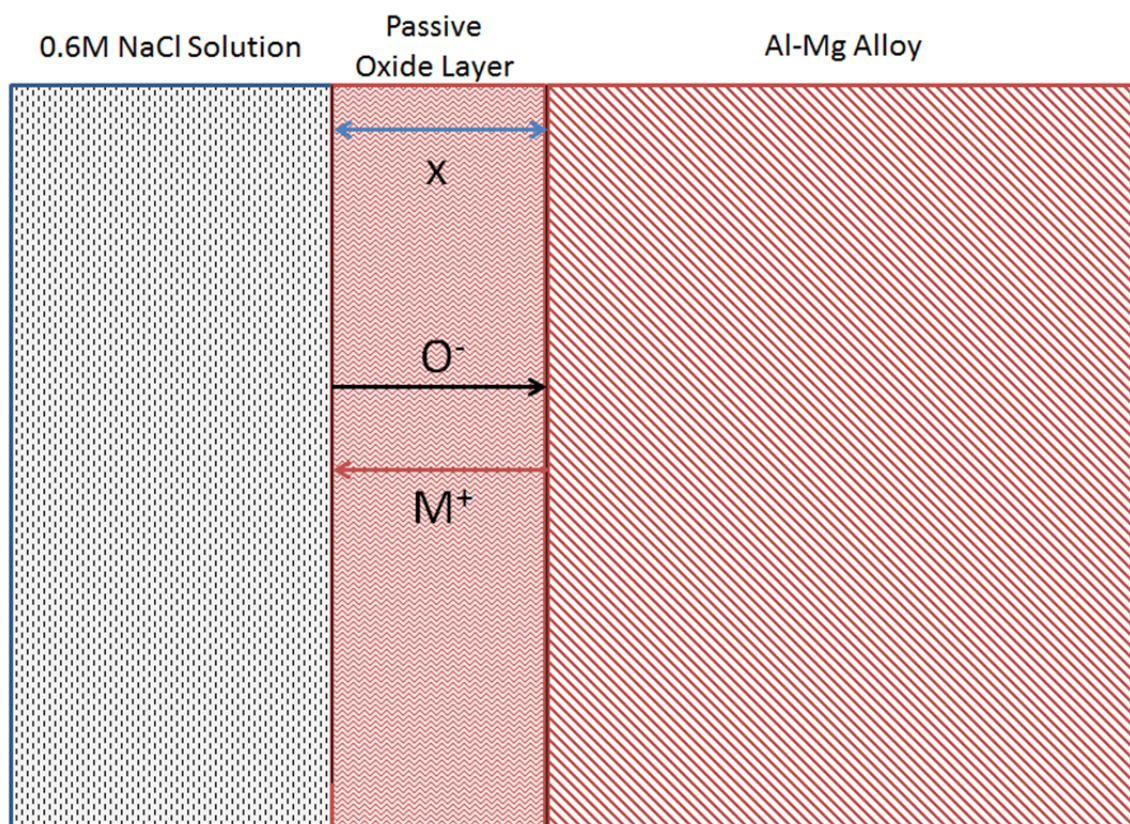 0.6M NaCl Solution
Passive
Oxide Layer
Al-Mg Alloy
x
O⁻
M⁺